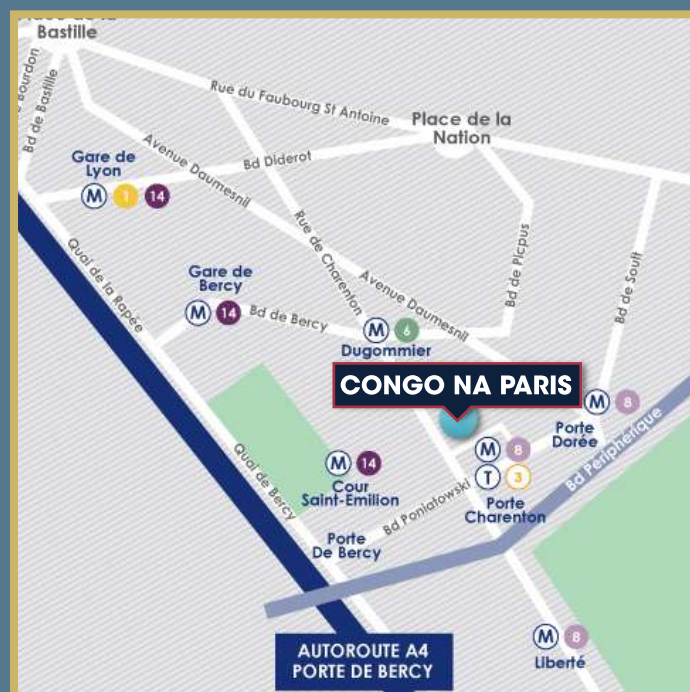 Place de la
Bastille
Bd Bourdon
Bd de Bastille
Rue du Faubourg St Antoine
Place de la
Nation
Avenue Daumesnil
Bd Diderot
Gare de
Lyon
M 1 14
Rue de Charenton
Bd de Picpus
Bd de Soult
Quai de la Rapée
Gare de
Bercy
M 14
Bd de Bercy
Avenue Daumesnil
M 6
Dugommier
CONGO NA PARIS
M 8
Porte
Dorée
Bd Péripherique
M 8
T 3
Porte
Charenton
Quai de Bercy
M 14
Cour
Saint-Emilion
Bd Poniatowski
Porte
De Bercy
AUTOROUTE A4
PORTE DE BERCY
M 8
Liberté